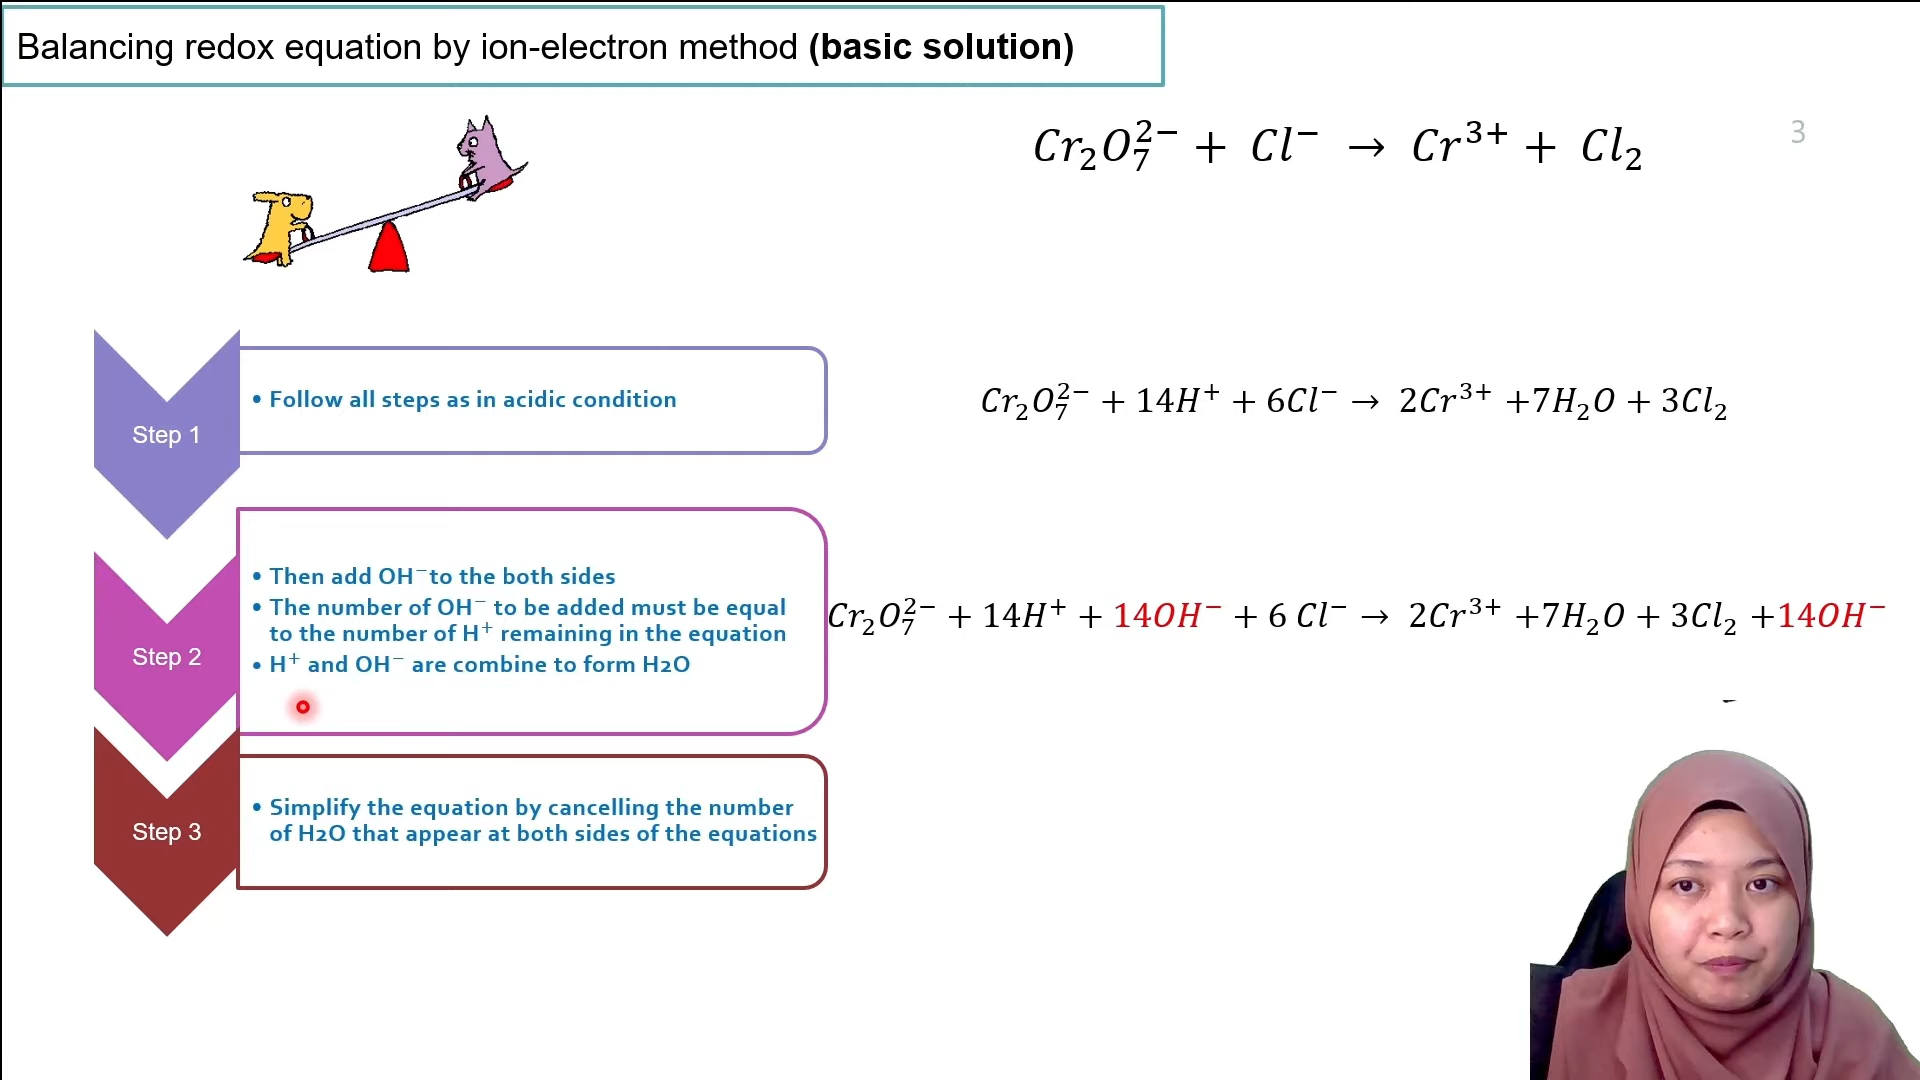 Balancing redox equation by ion-electron method (basic solution)
Cr₂O₇²⁻ + Cl⁻ → Cr³⁺ + Cl₂
3
Step 1
• Follow all steps as in acidic condition
Cr₂O₇²⁻ + 14H⁺ + 6Cl⁻ → 2Cr³⁺ +7H₂O + 3Cl₂
Step 2
• Then add OH⁻to the both sides
• The number of OH⁻ to be added must be equal
to the number of H⁺ remaining in the equation
• H⁺ and OH⁻ are combine to form H2O
Cr₂O₇²⁻ + 14H⁺ + 14OH⁻ + 6 Cl⁻ → 2Cr³⁺ +7H₂O + 3Cl₂ +14OH⁻
Step 3
• Simplify the equation by cancelling the number
of H2O that appear at both sides of the equations